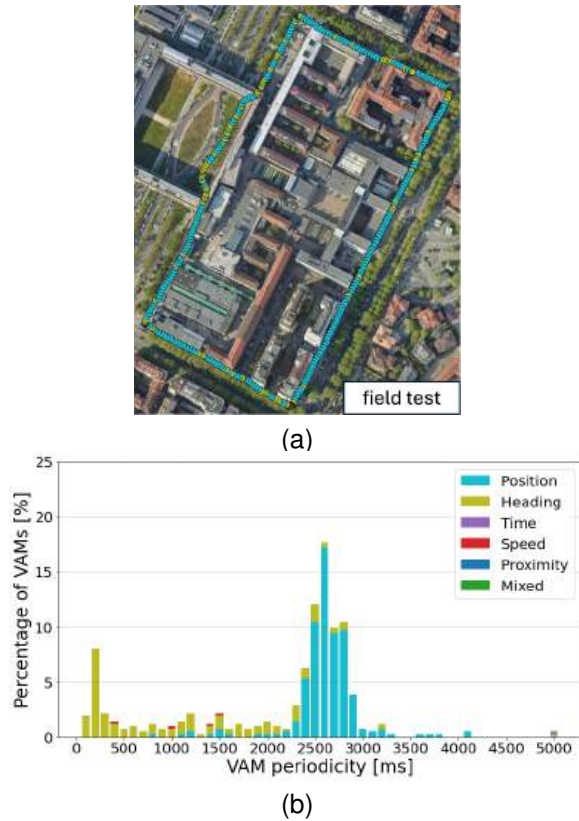 field test
(a)
25
20
15
10
5
0
Percentage of VAMs [%]
Position
Heading
Time
Speed
Proximity
Mixed
0 500 1000 1500 2000 2500 3000 3500 4000 4500 5000
VAM periodicity [ms]
(b)